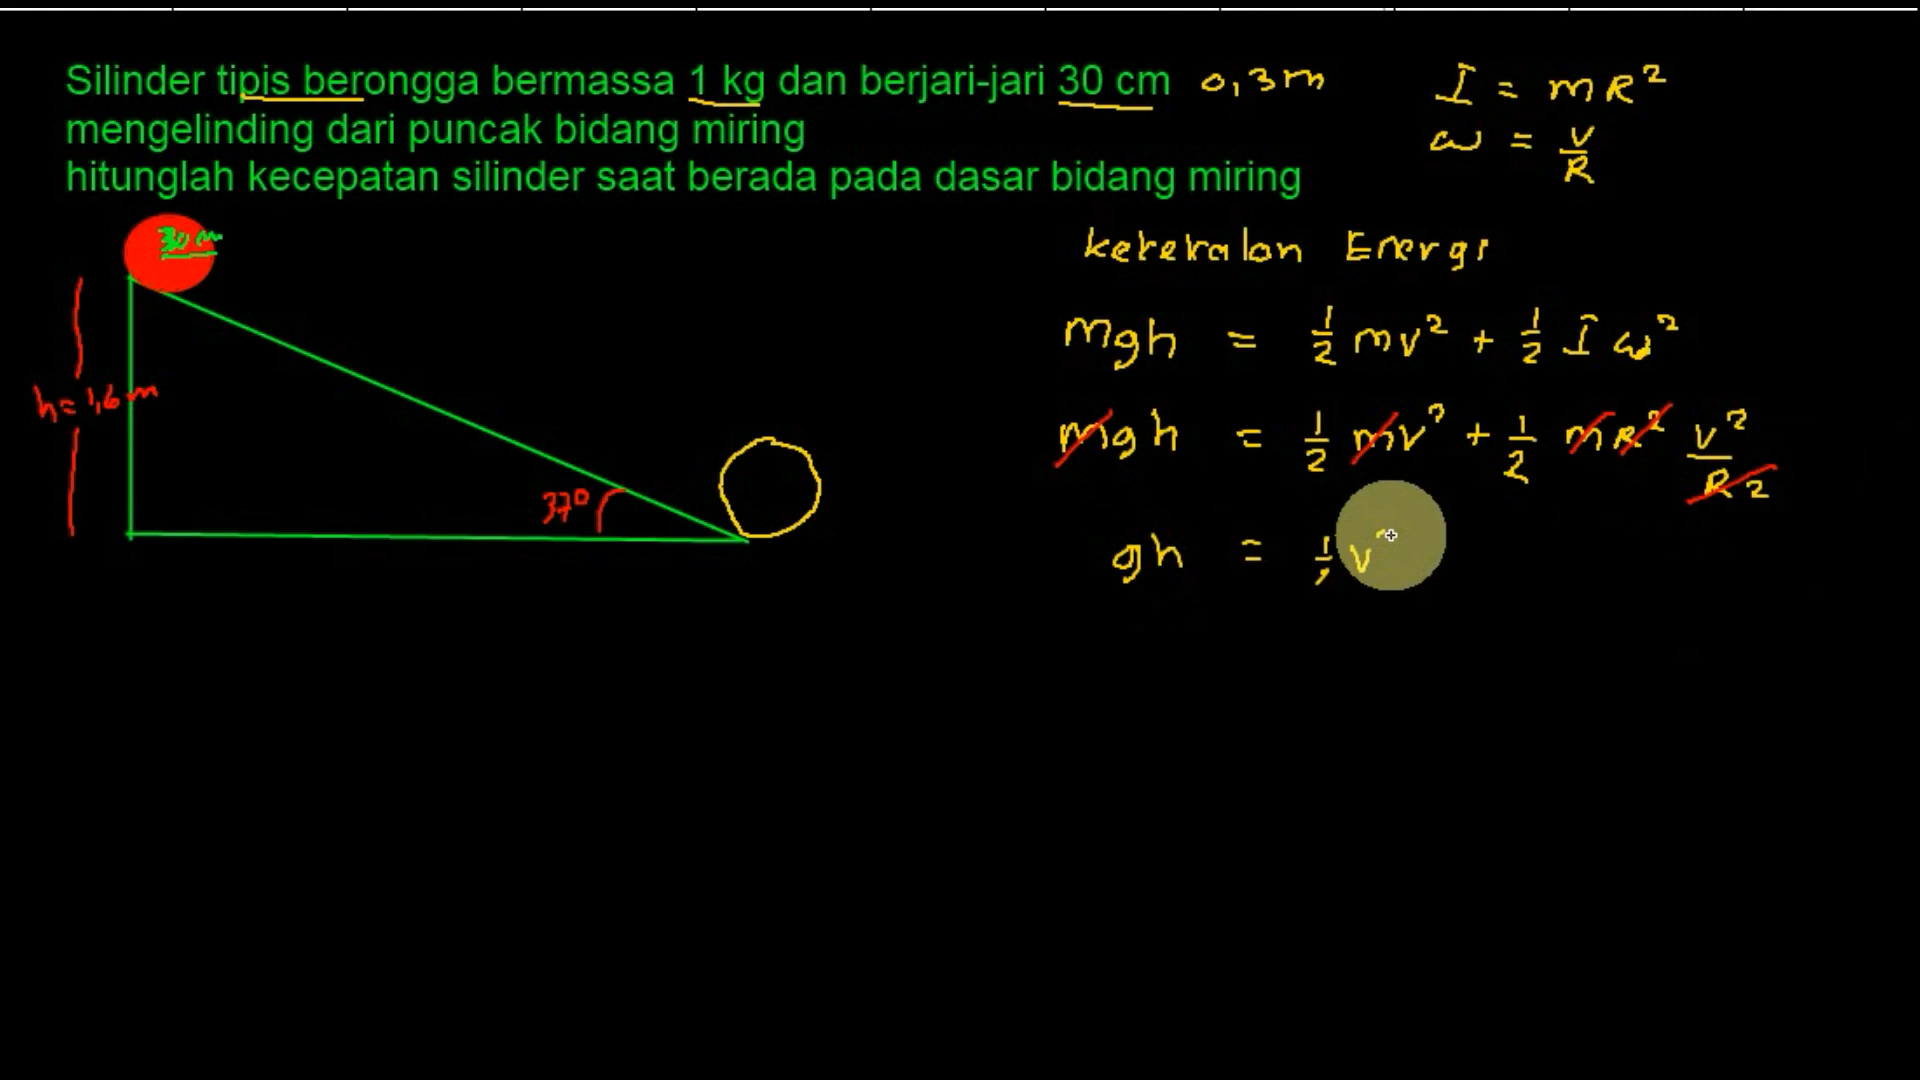 Silinder tipis berongga bermassa 1 kg dan berjari-jari 30 cm 0,3 m
mengelinding dari puncak bidang miring
hitunglah kecepatan silinder saat berada pada dasar bidang miring
I = mR²
ω = v/R
30 cm
h = 1,6 m
37°
kekekalan Energi
mgh = ½ mv² + ½ I ω²
mgh = ½ mv² + ½ mR² v²/R²
gh = ½ v²